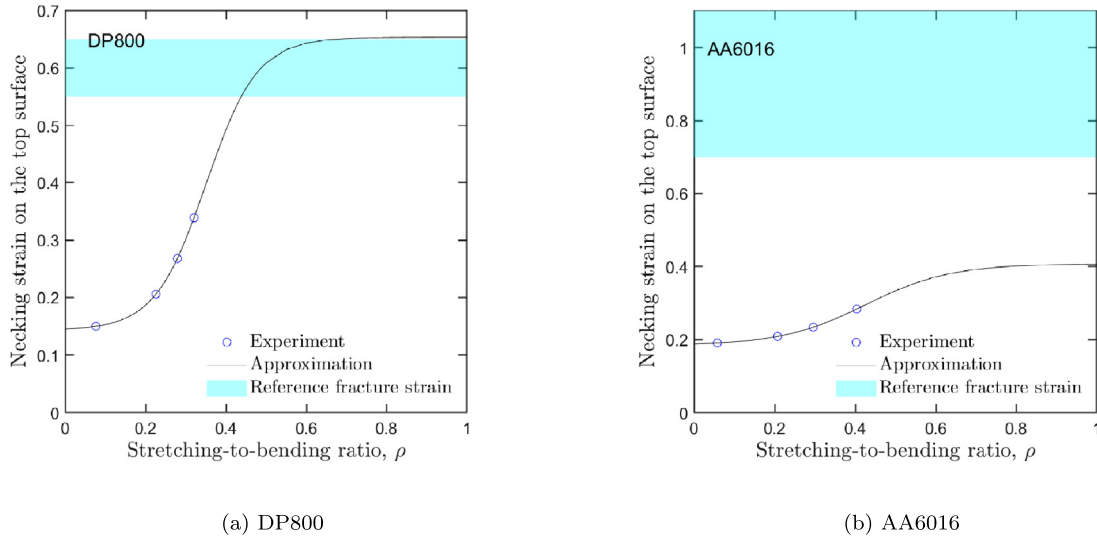 0.7
0.6
0.5
0.4
0.3
0.2
0.1
0
Necking strain on the top surface
DP800
Experiment
Approximation
Reference fracture strain
0 0.2 0.4 0.6 0.8 1
Stretching-to-bending ratio, ρ
(a) DP800
1
0.8
0.6
0.4
0.2
0
Necking strain on the top surface
AA6016
Experiment
Approximation
Reference fracture strain
0 0.2 0.4 0.6 0.8 1
Stretching-to-bending ratio, ρ
(b) AA6016